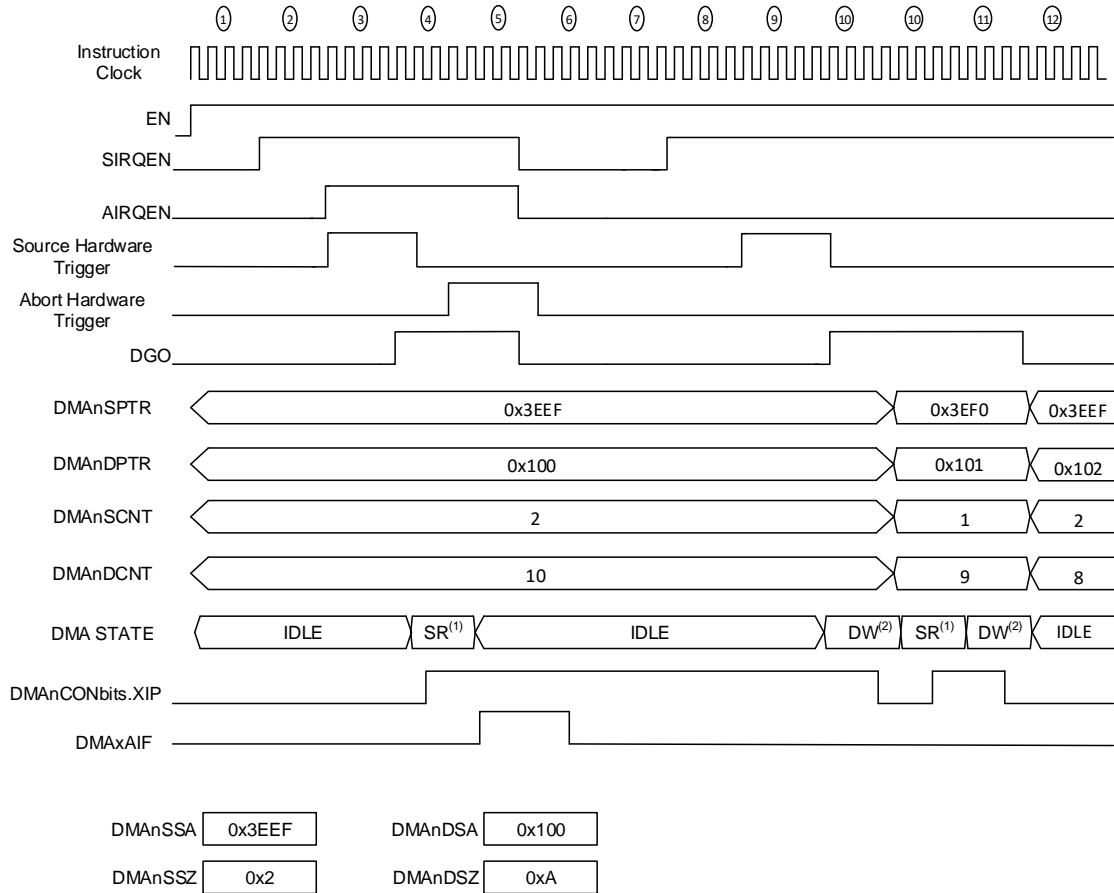 ① ② ③ ④ ⑤ ⑥ ⑦ ⑧ ⑨ ⑩ ⑩ ⑪ ⑫
Instruction
Clock
EN
SIRQEN
AIRQEN
Source Hardware
Trigger
Abort Hardware
Trigger
DGO
DMAnSPTR 0x3EEF 0x3EF0 0x3EEF
DMAnDPTR 0x100 0x101 0x102
DMAnSCNT 2 1 2
DMAnDCNT 10 9 8
DMA STATE IDLE SR(1) IDLE DW(2) SR(1) DW(2) IDLE
DMAnCONbits.XIP
DMAxAIF
DMAnSSA 0x3EEF DMAnDSA 0x100
DMAnSSZ 0x2 DMAnDSZ 0xA